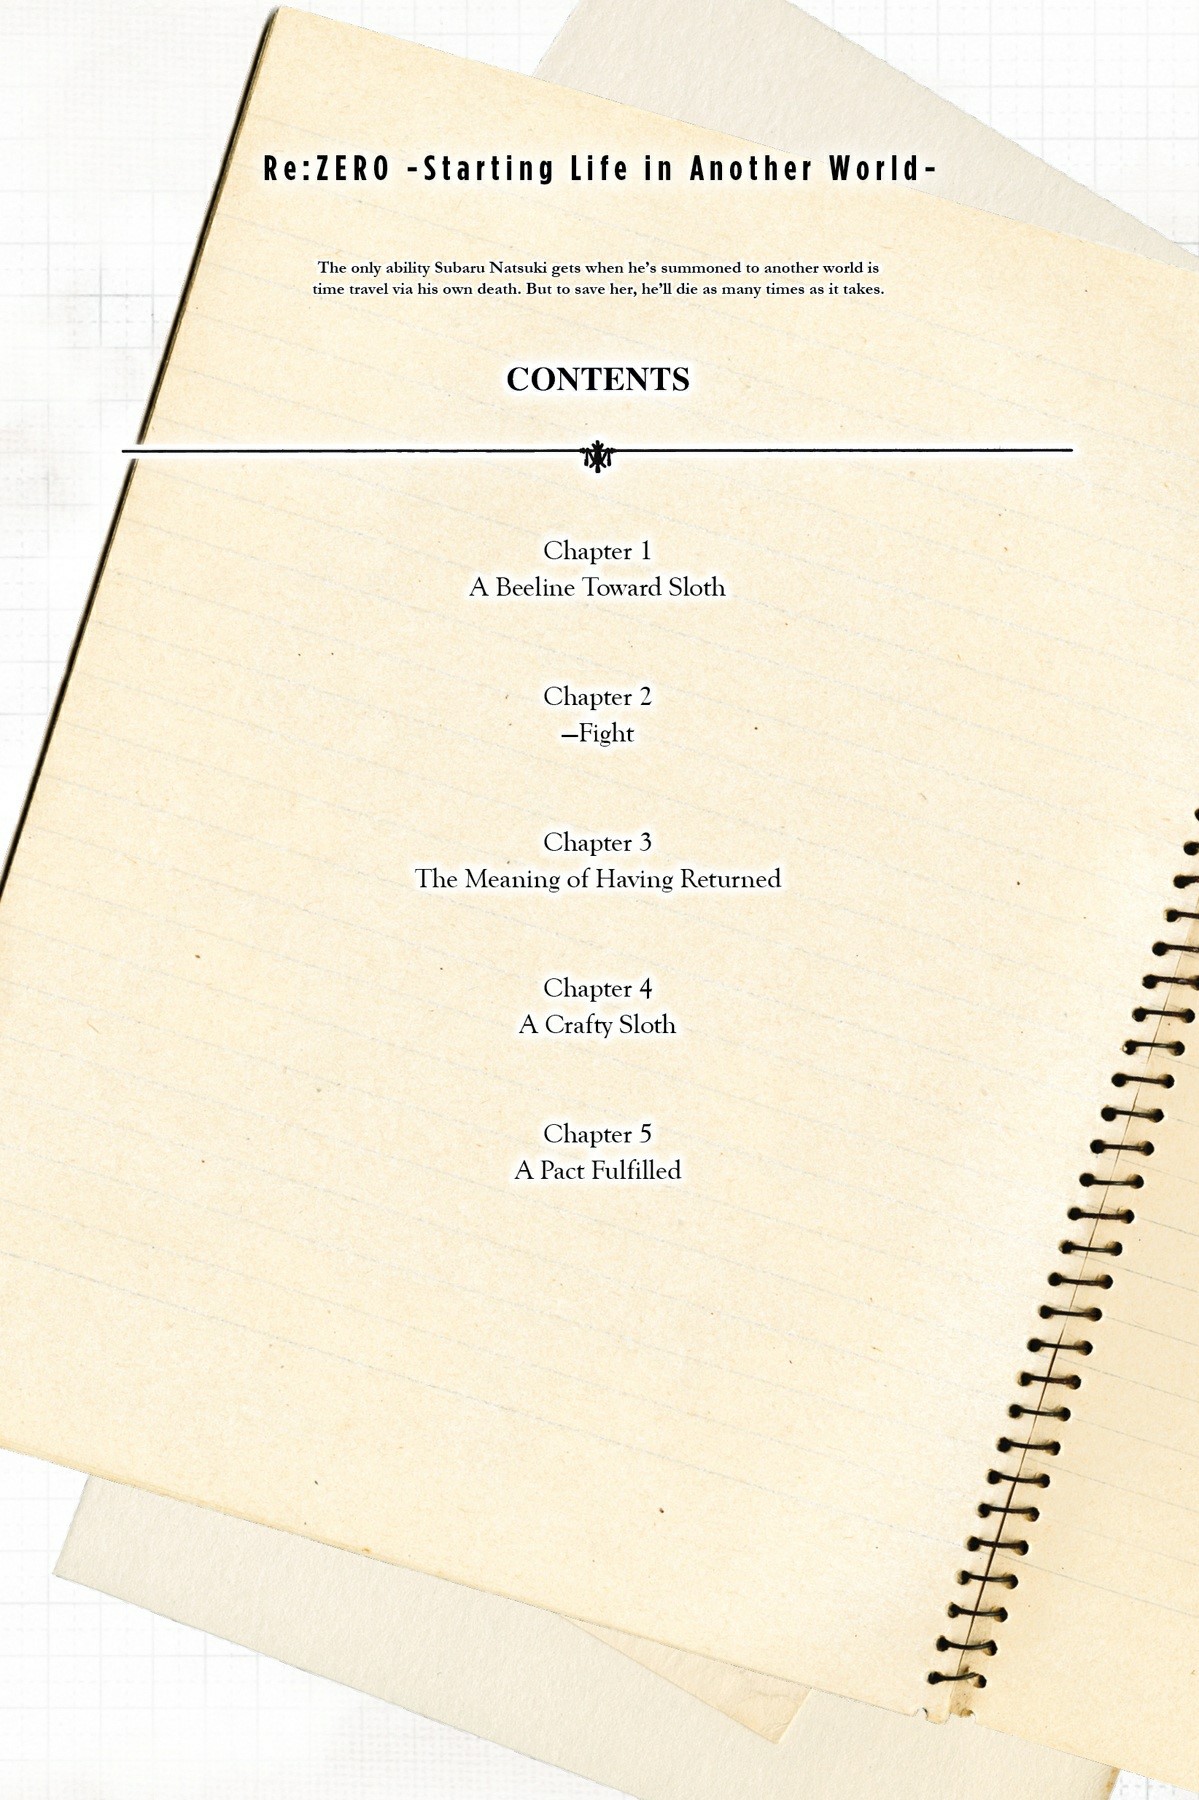 Re:ZERO -Starting Life in Another World-
The only ability Subaru Natsuki gets when he's summoned to another world is
time travel via his own death. But to save her, he'll die as many times as it takes.
CONTENTS
Chapter 1
A Beeline Toward Sloth
Chapter 2
—Fight
Chapter 3
The Meaning of Having Returned
Chapter 4
A Crafty Sloth
Chapter 5
A Pact Fulfilled